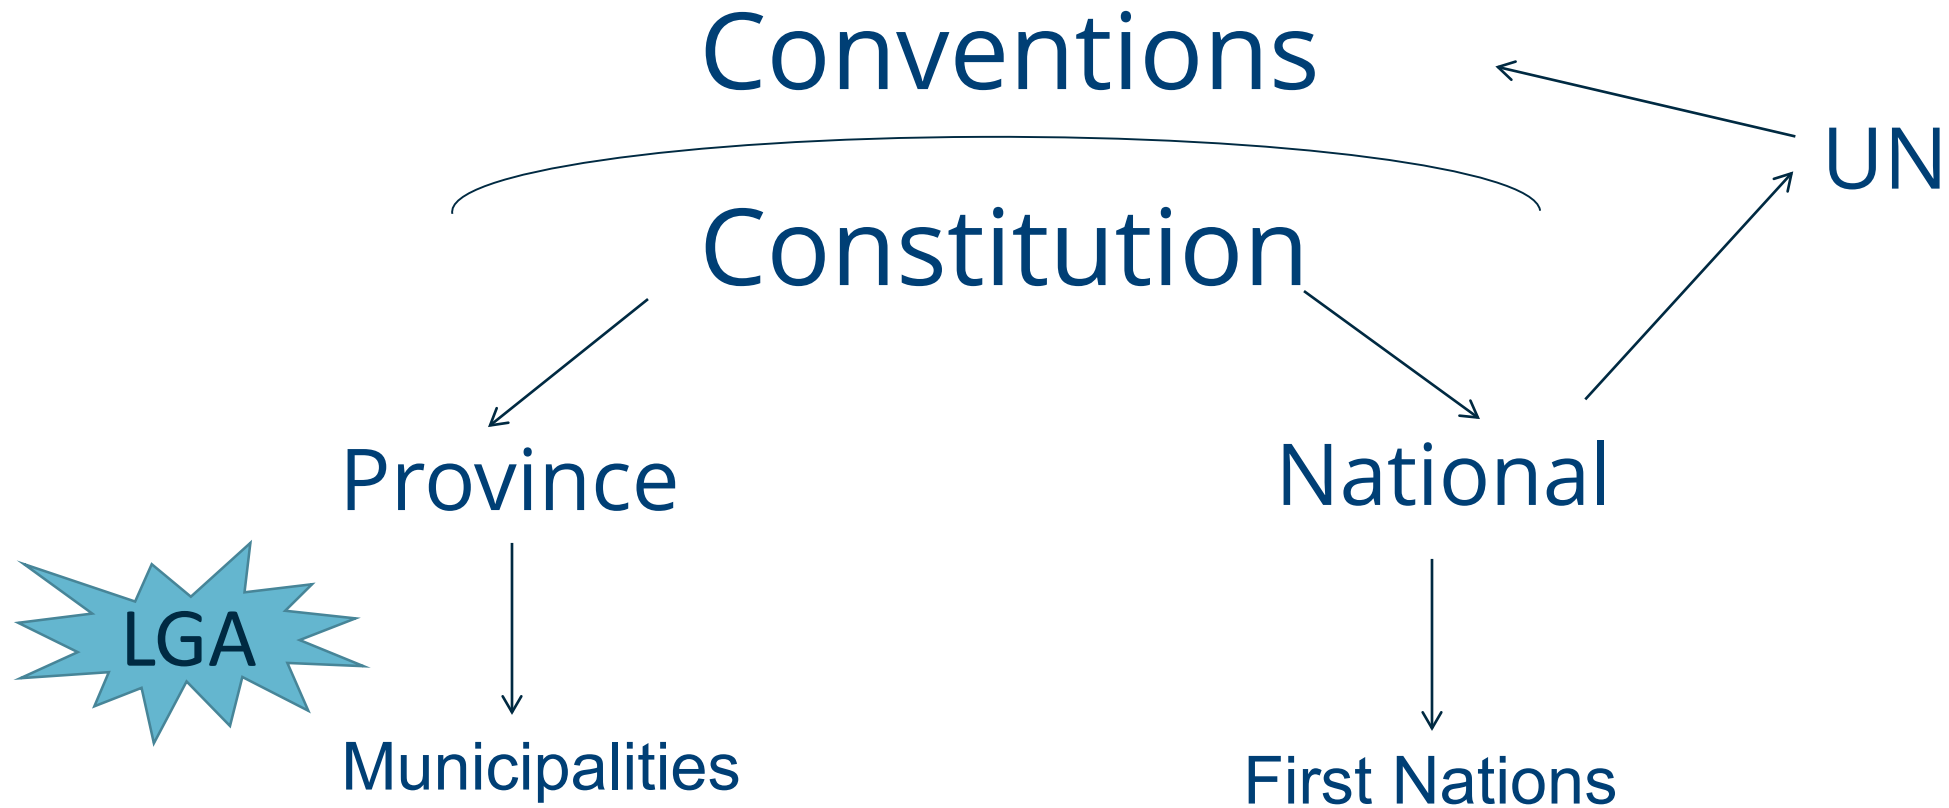 Conventions
UN
Constitution
Province
National
LGA
Municipalities
First Nations